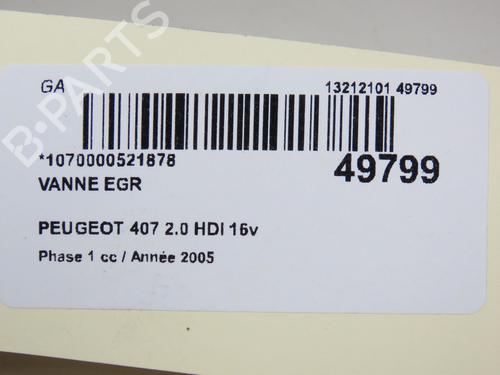 B-PARTS
GA
13212101 49799
*1070000521878
49799
VANNE EGR
PEUGEOT 407 2.0 HDI 16v
Phase 1 cc / Année 2005